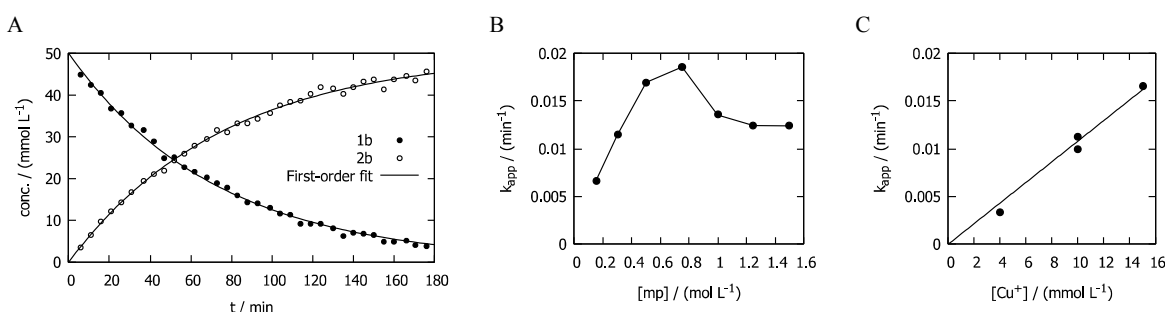 A
50
40
30
20
10
0
conc. / (mmol L⁻¹)
1b
2b
First-order fit
0 20 40 60 80 100 120 140 160 180
t / min
B
0.02
0.015
0.01
0.005
0
k_app / (min⁻¹)
0.2 0.4 0.6 0.8 1.0 1.2 1.4 1.6
[mp] / (mol L⁻¹)
C
0.02
0.015
0.01
0.005
0
k_app / (min⁻¹)
0 2 4 6 8 10 12 14 16
[Cu⁺] / (mmol L⁻¹)